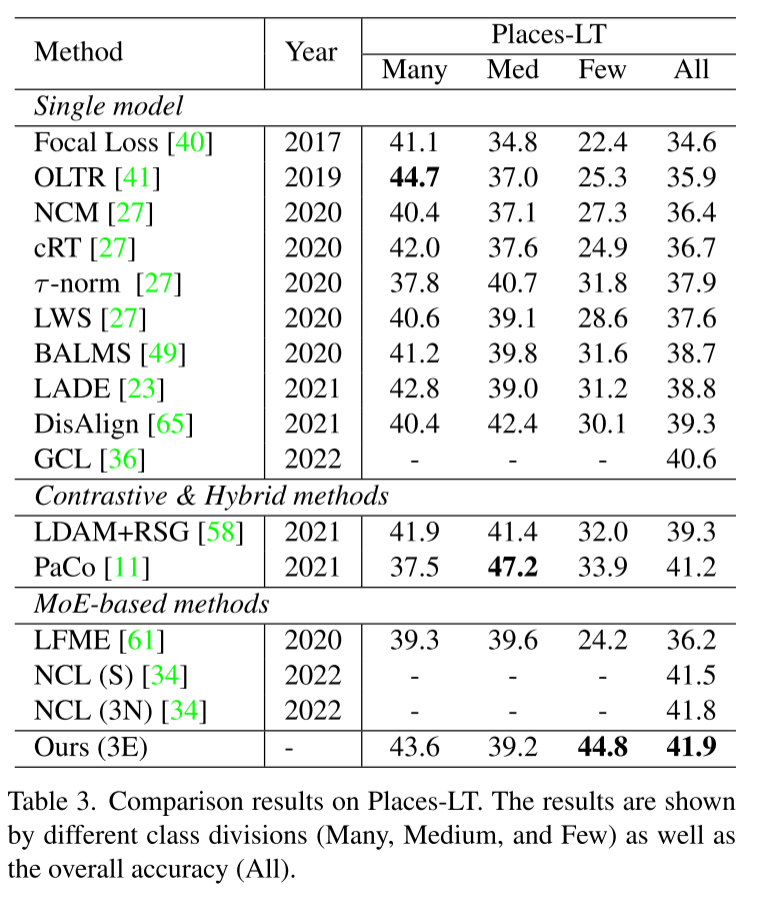 Method Year Places-LT
Many Med Few All
Single model
Focal Loss [40] 2017 41.1 34.8 22.4 34.6
OLTR [41] 2019 44.7 37.0 25.3 35.9
NCM [27] 2020 40.4 37.1 27.3 36.4
cRT [27] 2020 42.0 37.6 24.9 36.7
τ-norm [27] 2020 37.8 40.7 31.8 37.9
LWS [27] 2020 40.6 39.1 28.6 37.6
BALMS [49] 2020 41.2 39.8 31.6 38.7
LADE [23] 2021 42.8 39.0 31.2 38.8
DisAlign [65] 2021 40.4 42.4 30.1 39.3
GCL [36] 2022 - - - 40.6
Contrastive & Hybrid methods
LDAM+RSG [58] 2021 41.9 41.4 32.0 39.3
PaCo [11] 2021 37.5 47.2 33.9 41.2
MoE-based methods
LFME [61] 2020 39.3 39.6 24.2 36.2
NCL (S) [34] 2022 - - - 41.5
NCL (3N) [34] 2022 - - - 41.8
Ours (3E) - 43.6 39.2 44.8 41.9
Table 3. Comparison results on Places-LT. The results are shown
by different class divisions (Many, Medium, and Few) as well as
the overall accuracy (All).